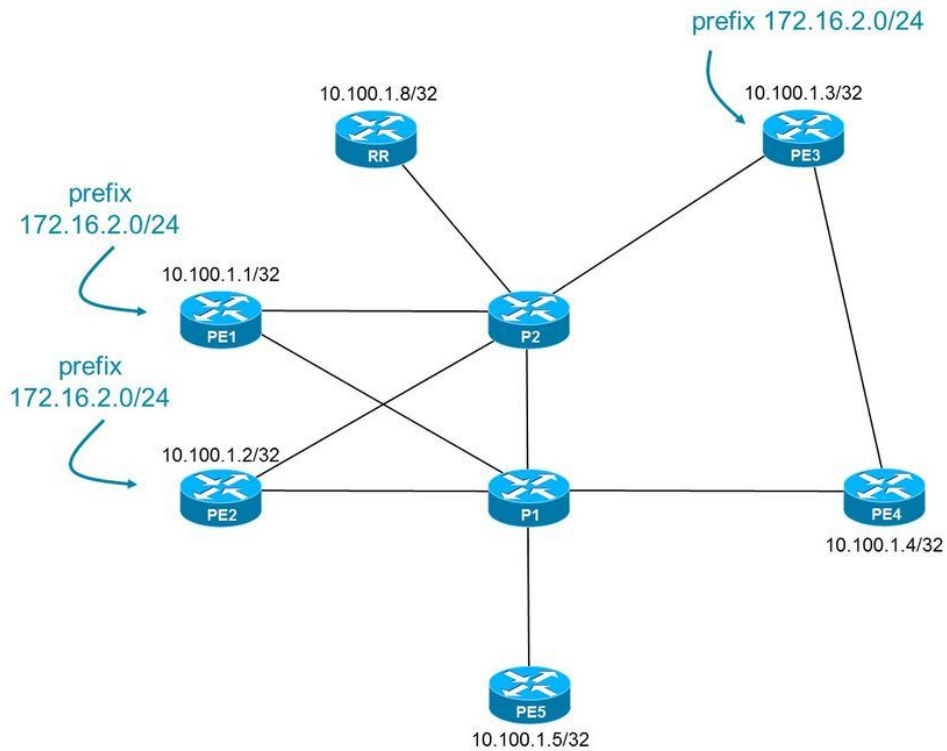 prefix 172.16.2.0/24
10.100.1.8/32
10.100.1.3/32
RR
PE3
prefix
172.16.2.0/24
10.100.1.1/32
PE1
P2
prefix
172.16.2.0/24
10.100.1.2/32
PE2
P1
PE4
10.100.1.4/32
PE5
10.100.1.5/32